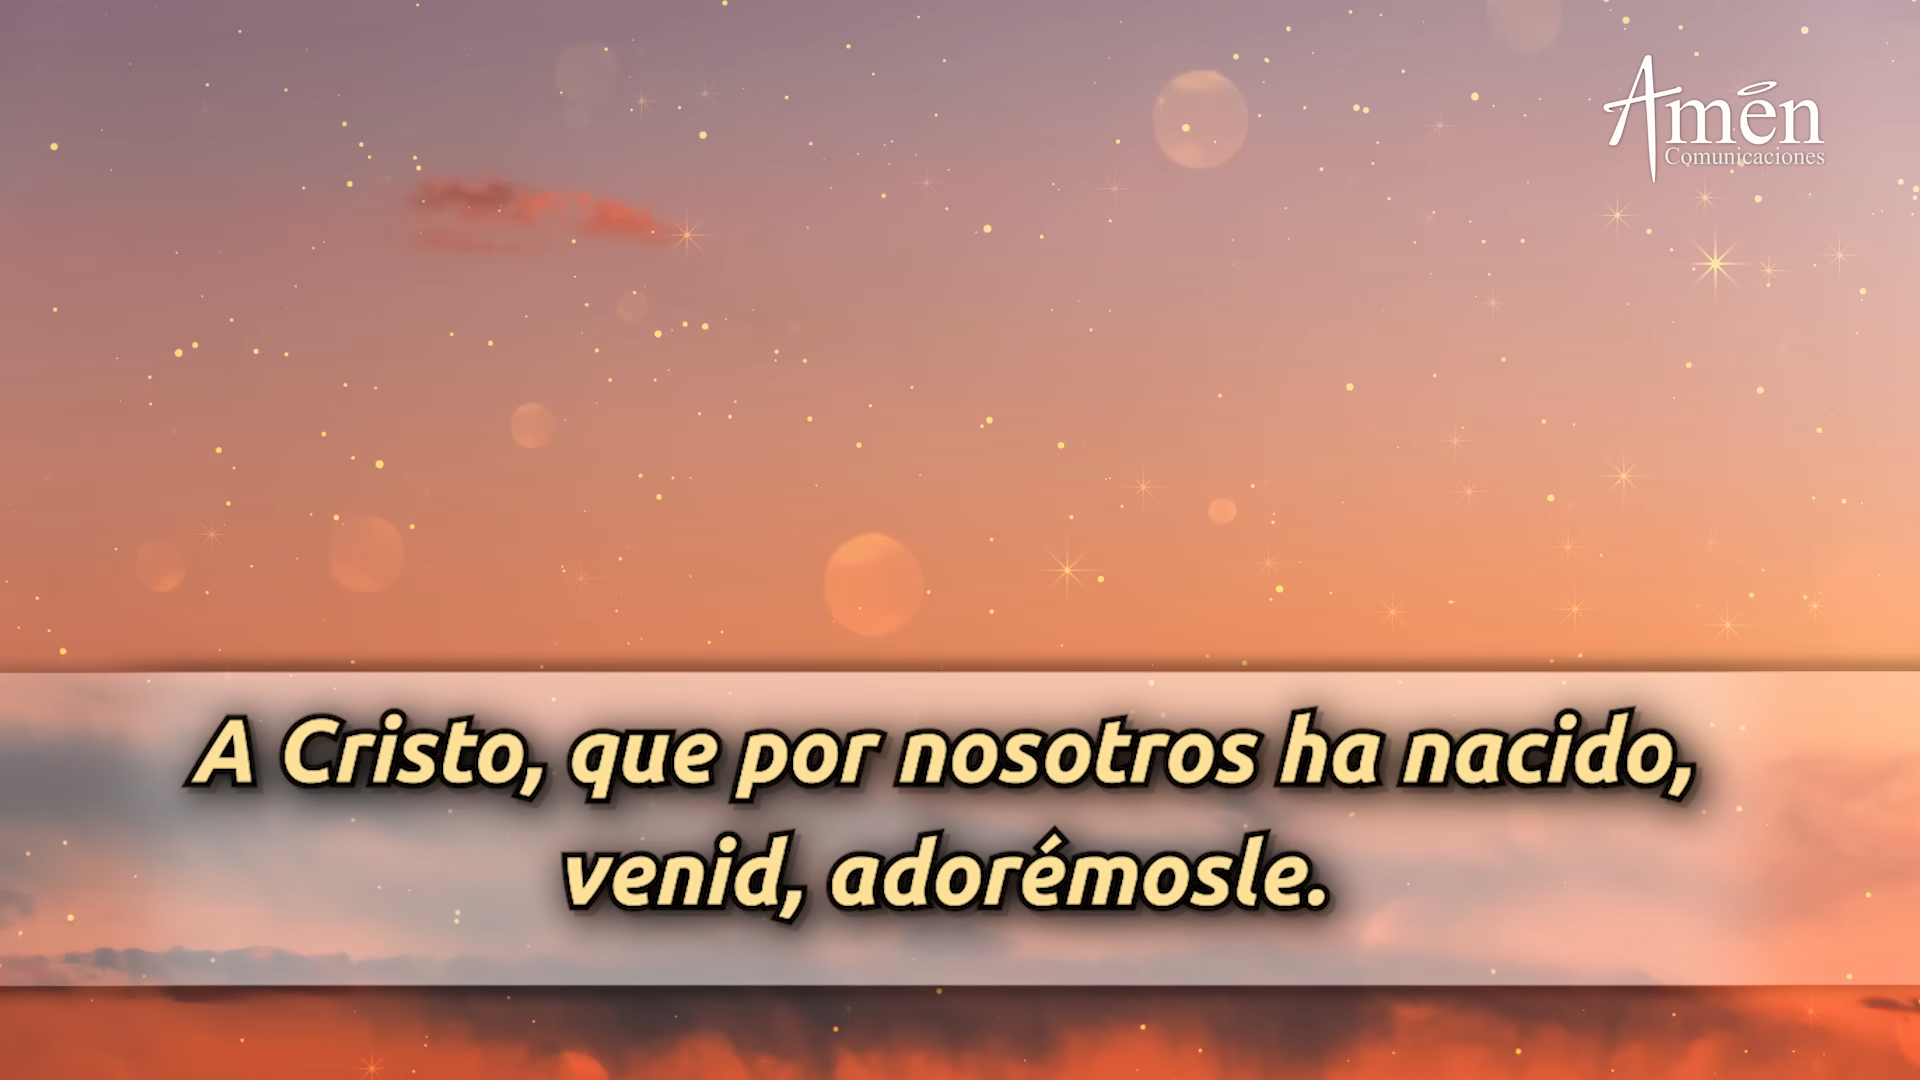 Amén
Comunicaciones
A Cristo, que por nosotros ha nacido,
venid, adorémosle.